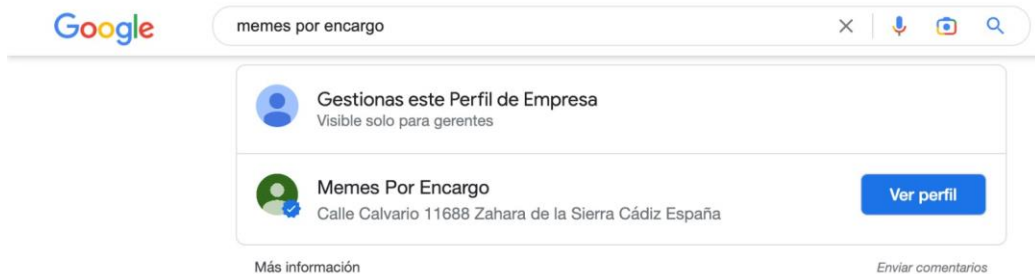 Google
memes por encargo
Gestionas este Perfil de Empresa
Visible solo para gerentes
Memes Por Encargo
Calle Calvario 11688 Zahara de la Sierra Cádiz España
Ver perfil
Más información
Enviar comentarios